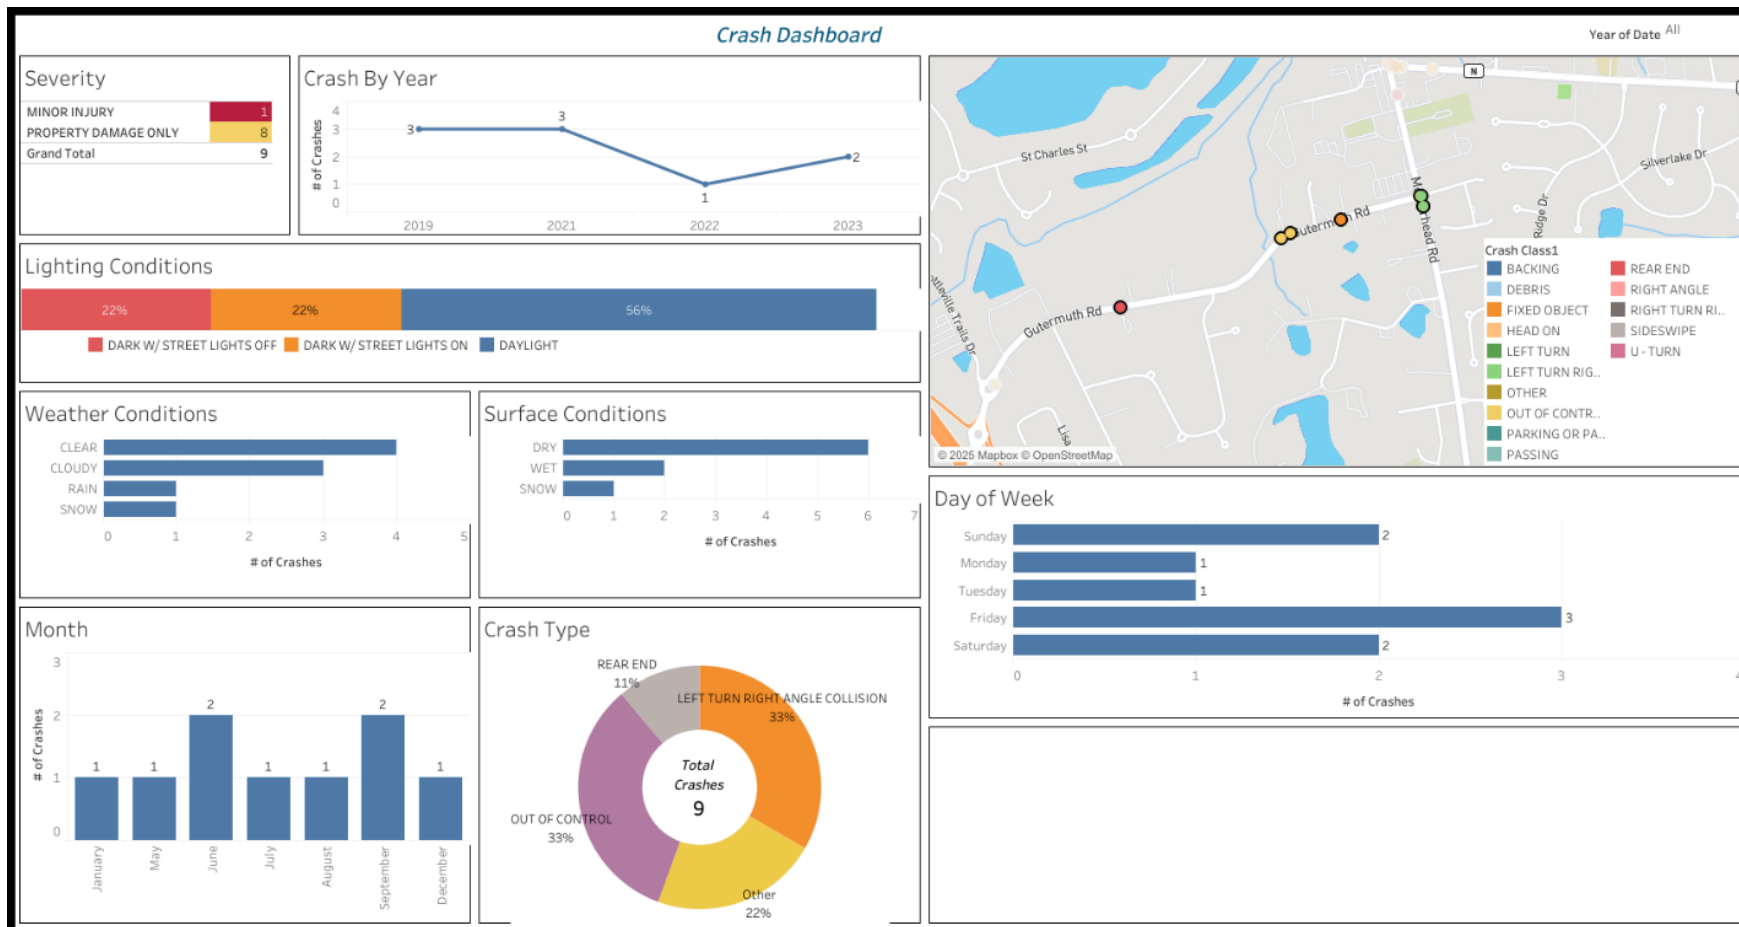 Crash Dashboard
Year of Date All
Severity
MINOR INJURY 1
PROPERTY DAMAGE ONLY 8
Grand Total 9
Crash By Year
# of Crashes
4
3
2
1
0
3
3
1
2
2019 2021 2022 2023
Lighting Conditions
22% 22% 56%
DARK W/ STREET LIGHTS OFF DARK W/ STREET LIGHTS ON DAYLIGHT
Weather Conditions
CLEAR
CLOUDY
RAIN
SNOW
0 1 2 3 4 5
# of Crashes
Surface Conditions
DRY
WET
SNOW
0 1 2 3 4 5 6 7
# of Crashes
Month
# of Crashes
3
2
1
0
1 1 2 1 1 2 1
January May June July August September December
Crash Type
REAR END
11%
LEFT TURN RIGHT ANGLE COLLISION
33%
OUT OF CONTROL
33%
Other
22%
Total
Crashes
9
N
St Charles St
Silverlake Dr
Ridge Dr
Gutermuth Rd
Trails Dr
Lisa
© 2025 Mapbox © OpenStreetMap
Crash Class1
BACKING
DEBRIS
FIXED OBJECT
HEAD ON
LEFT TURN
LEFT TURN RIG..
OTHER
OUT OF CONTR..
PARKING OR PA..
PASSING
REAR END
RIGHT ANGLE
RIGHT TURN RI..
SIDESWIPE
U - TURN
Day of Week
Sunday 2
Monday 1
Tuesday 1
Friday 3
Saturday 2
0 1 2 3 4
# of Crashes